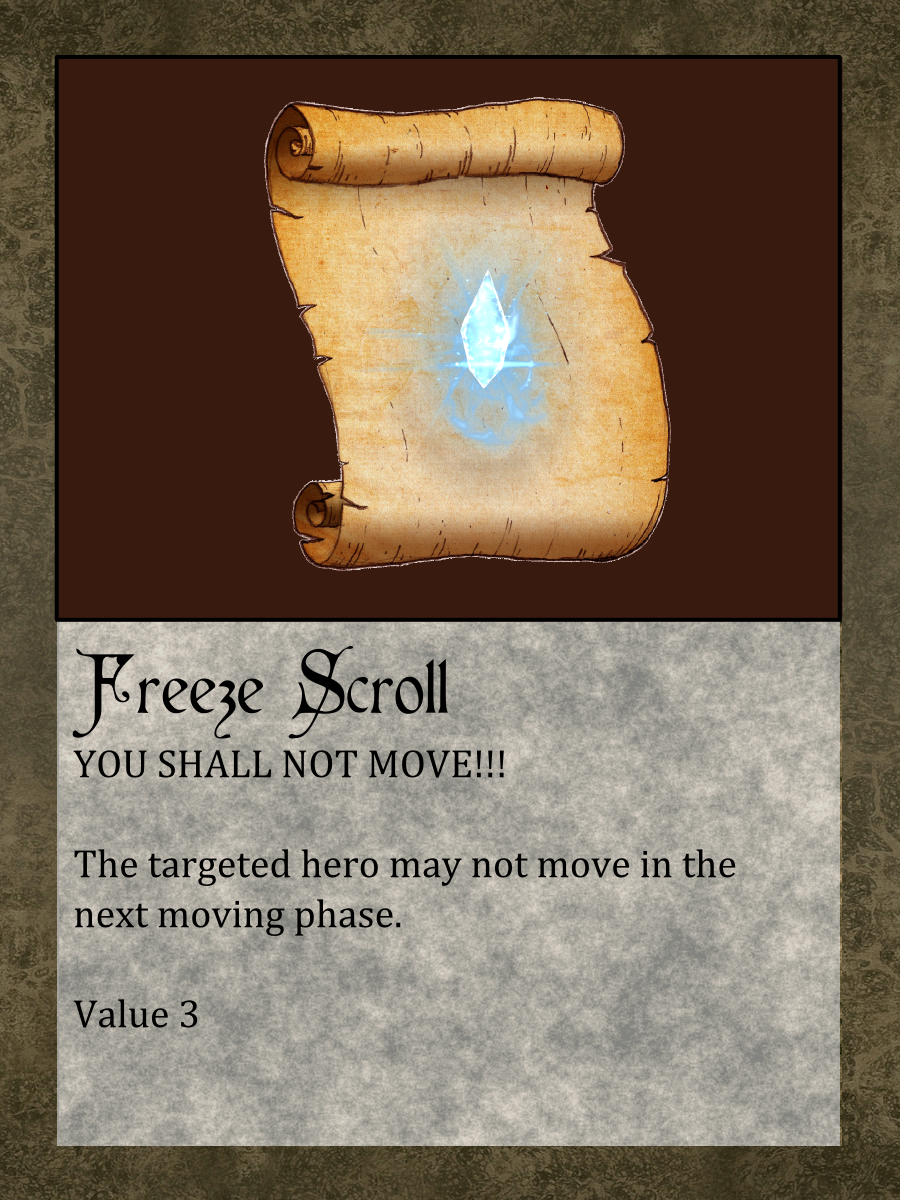 Freeze Scroll
YOU SHALL NOT MOVE!!!
The targeted hero may not move in the
next moving phase.
Value 3